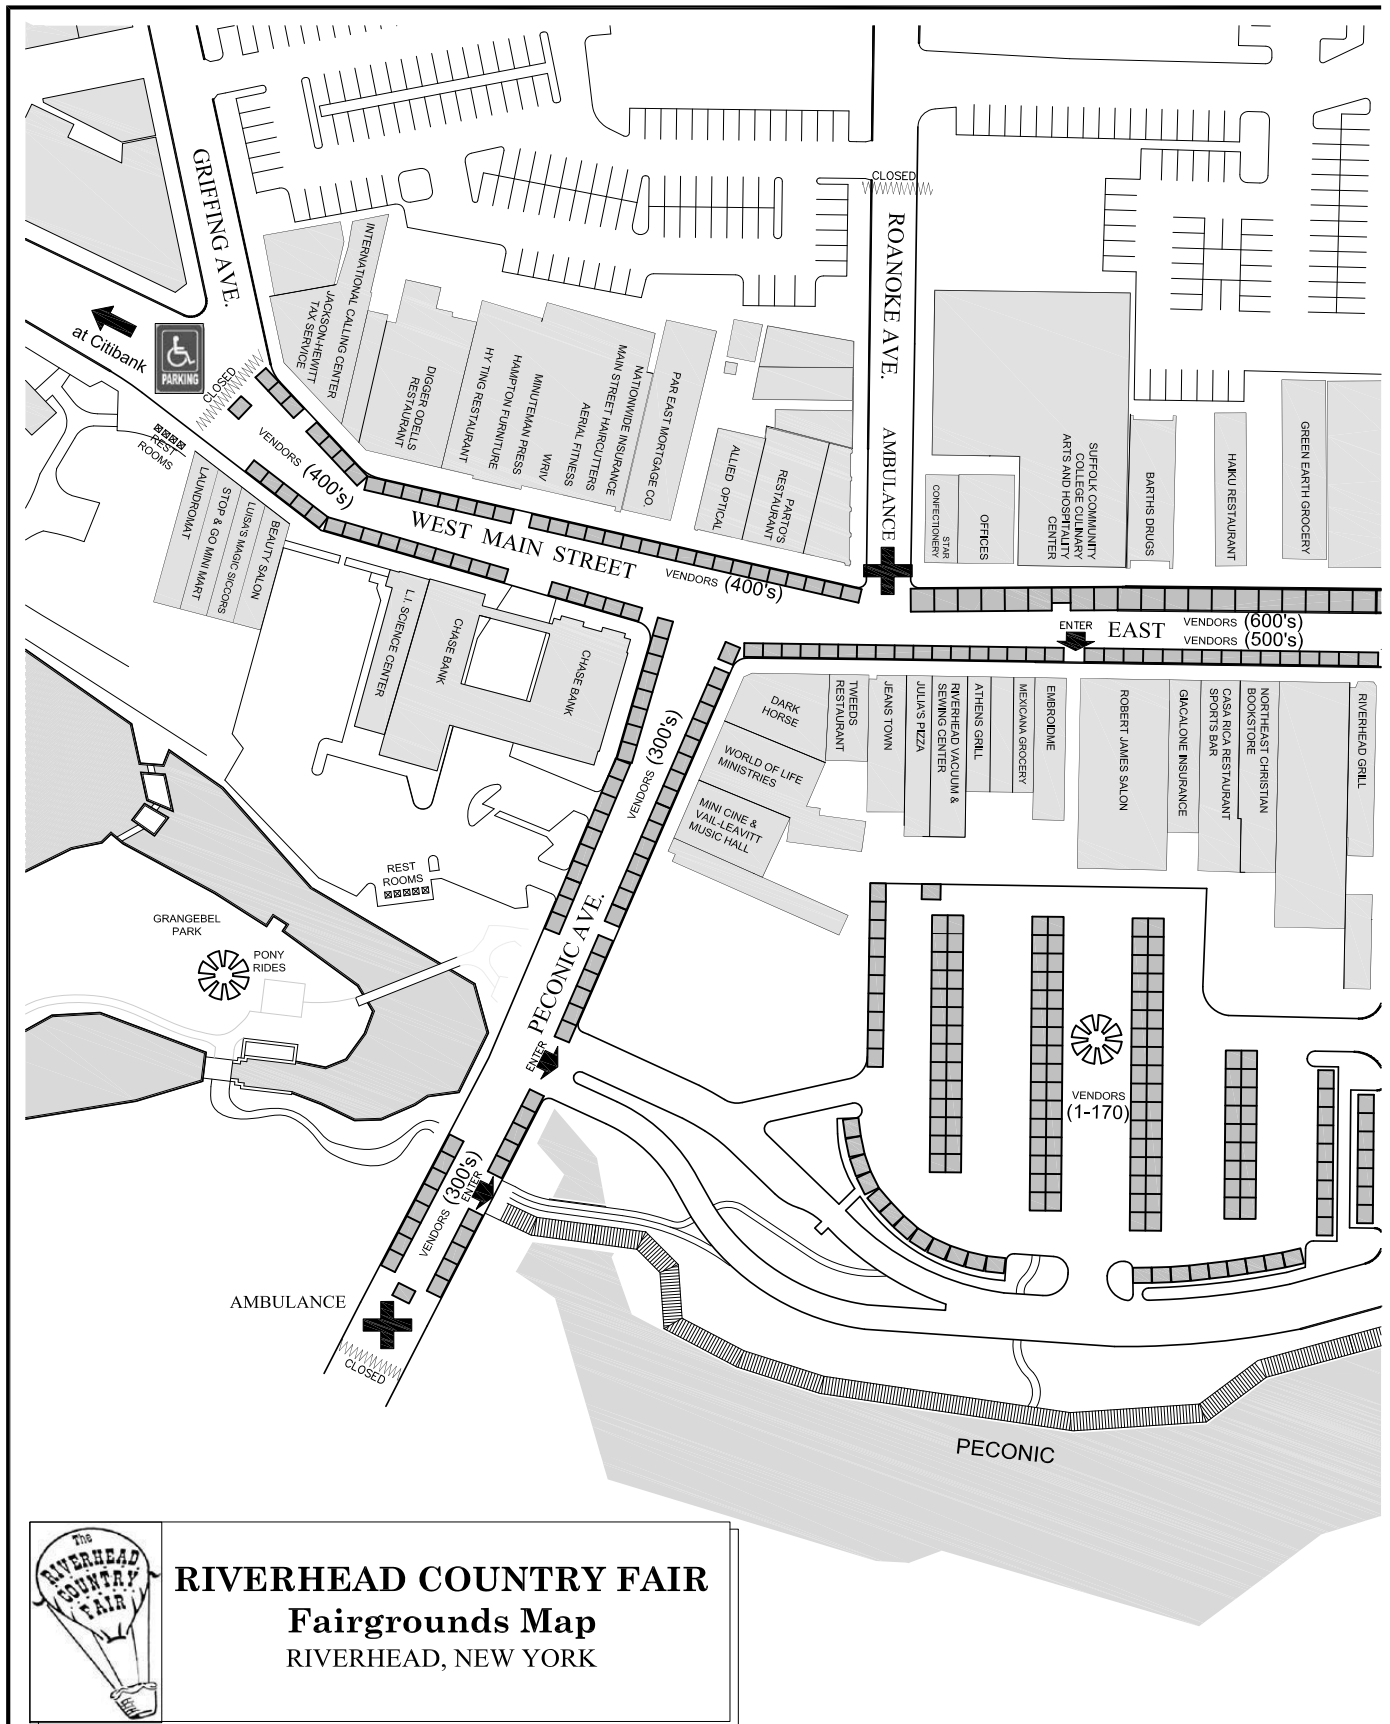 GRIFFING AVE.
at Citibank
PARKING
CLOSED
REST
ROOMS
INTERNATIONAL CALLING CENTER
JACKSON-HEWITT
TAX SERVICE
DIGGER ODELLS
RESTAURANT
HY TING RESTAURANT
HAMPTON FURNITURE
MINUTEMAN PRESS
WRIV
AERIAL FITNESS
MAIN STREET HAIRCUTTERS
NATIONWIDE INSURANCE
PAR EAST MORTGAGE CO.
ALLIED OPTICAL
PARTO'S
RESTAURANT
CLOSED
ROANOKE AVE.
AMBULANCE
STAR
CONFECTIONERY
OFFICES
SUFFOLK COMMUNITY
COLLEGE CULINARY
ARTS AND HOSPITALITY
CENTER
BARTHS DRUGS
HAIKU RESTAURANT
GREEN EARTH GROCERY
VENDORS (400's)
WEST MAIN STREET
VENDORS (400's)
ENTER
EAST
VENDORS (600's)
VENDORS (500's)
LAUNDROMAT
STOP & GO MINI MART
LUISA'S MAGIC SICCORS
BEAUTY SALON
L.I. SCIENCE CENTER
CHASE BANK
CHASE BANK
VENDORS (300's)
DARK
HORSE
WORLD OF LIFE
MINISTRIES
MINI CINE &
VAIL-LEAVITT
MUSIC HALL
TWEEDS
RESTAURANT
JEANS TOWN
JULIA'S PIZZA
RIVERHEAD VACUUM &
SEWING CENTER
ATHENS GRILL
MEXICANA GROCERY
EMBROIDME
ROBERT JAMES SALON
GIACALONE INSURANCE
CASA RICA RESTAURANT
SPORTS BAR
NORTHEAST CHRISTIAN
BOOKSTORE
RIVERHEAD GRILL
REST
ROOMS
GRANGEBEL
PARK
PONY
RIDES
PECONIC AVE.
ENTER
VENDORS
(1-170)
VENDORS (300's)
ENTER
AMBULANCE
CLOSED
PECONIC
The
RIVERHEAD
COUNTRY
FAIR
RIVERHEAD COUNTRY FAIR
Fairgrounds Map
RIVERHEAD, NEW YORK